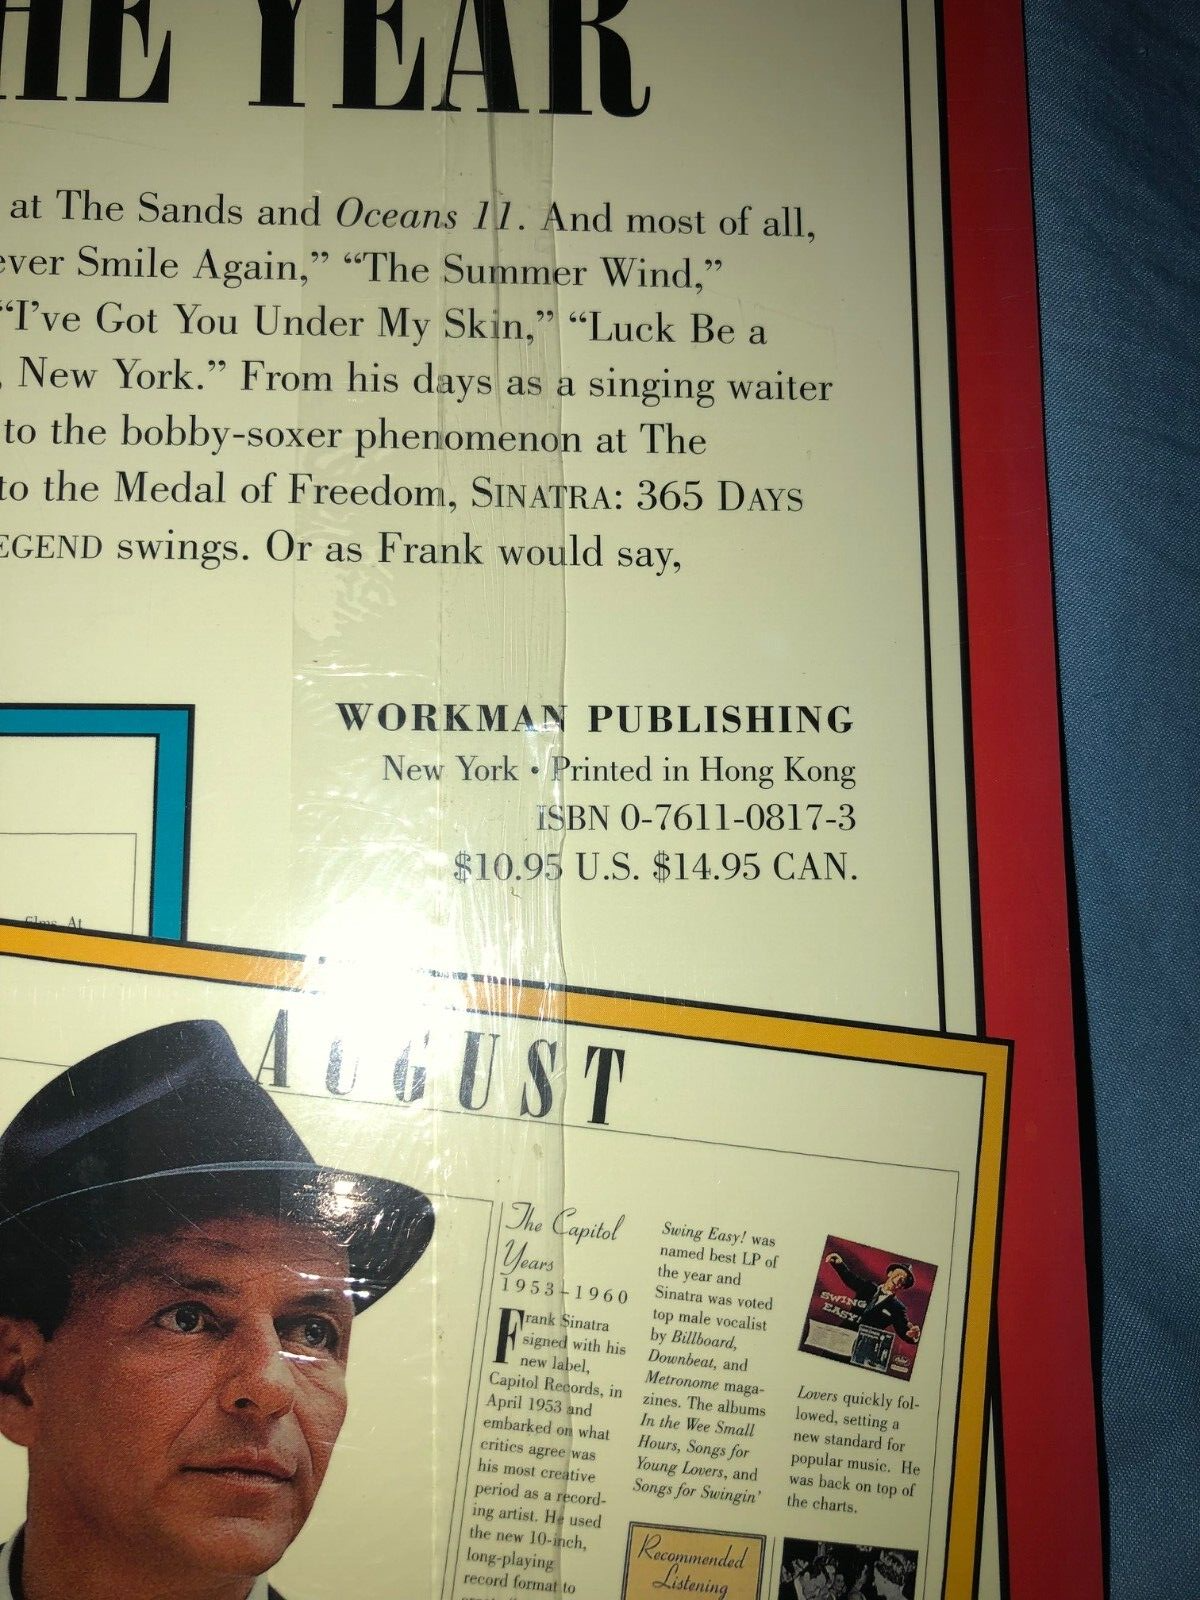 HE YEAR
at The Sands and Oceans 11. And most of all,
ever Smile Again,” “The Summer Wind,”
“I’ve Got You Under My Skin,” “Luck Be a
, New York.” From his days as a singing waiter
to the bobby-soxer phenomenon at The
to the Medal of Freedom, SINATRA: 365 DAYS
EGEND swings. Or as Frank would say,
WORKMAN PUBLISHING
New York • Printed in Hong Kong
ISBN 0-7611-0817-3
$10.95 U.S. $14.95 CAN.
films. At
AUGUST
The Capitol
Years
1953–1960
Frank Sinatra
signed with his
new label,
Capitol Records, in
April 1953 and
embarked on what
critics agree was
his most creative
period as a record-
ing artist. He used
the new 10-inch,
long-playing
record format to
Swing Easy! was
named best LP of
the year and
Sinatra was voted
top male vocalist
by Billboard,
Downbeat, and
Metronome maga-
zines. The albums
In the Wee Small
Hours, Songs for
Young Lovers, and
Songs for Swingin’
Recommended
Listening
SWING
EASY!
Lovers quickly fol-
lowed, setting a
new standard for
popular music. He
was back on top of
the charts.